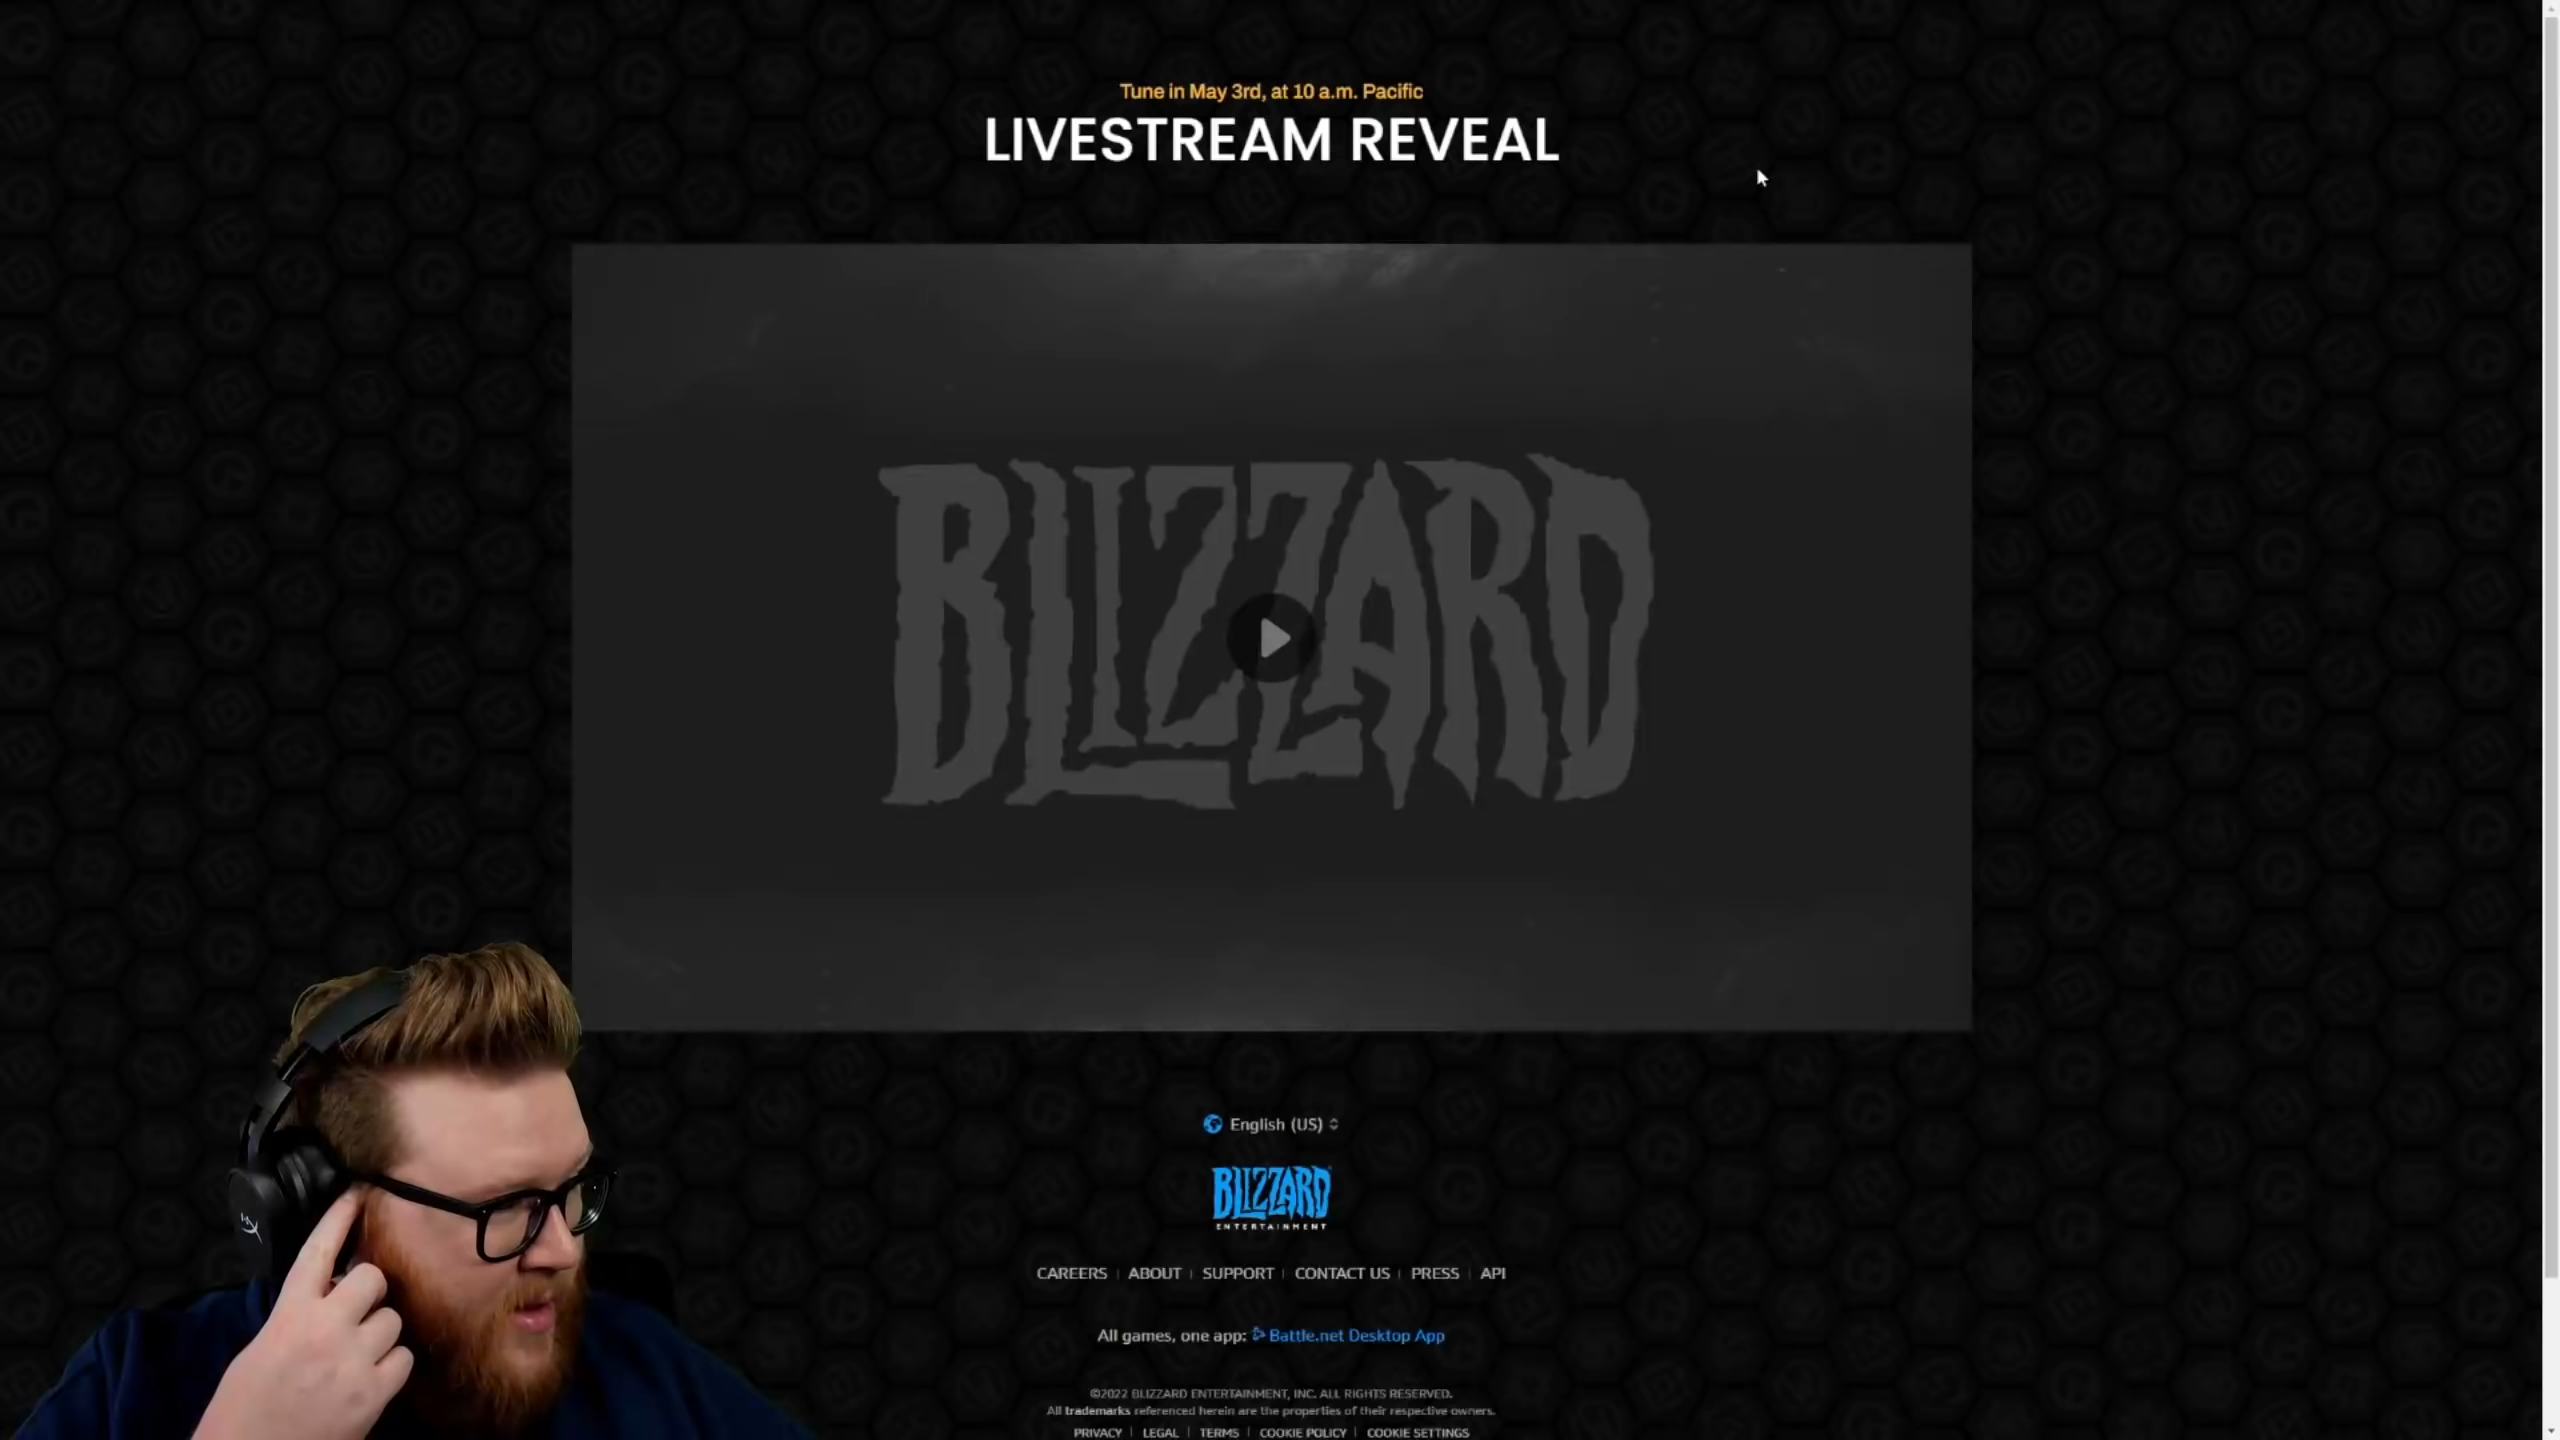 Tune in May 3rd, at 10 a.m. Pacific
LIVESTREAM REVEAL
BLIZZARD
English (US)
BLIZZARD
ENTERTAINMENT
CAREERS | ABOUT | SUPPORT | CONTACT US | PRESS | API
All games, one app: Battle.net Desktop App
©2022 BLIZZARD ENTERTAINMENT, INC. ALL RIGHTS RESERVED.
All trademarks referenced herein are the properties of their respective owners.
PRIVACY | LEGAL | TERMS | COOKIE POLICY | COOKIE SETTINGS